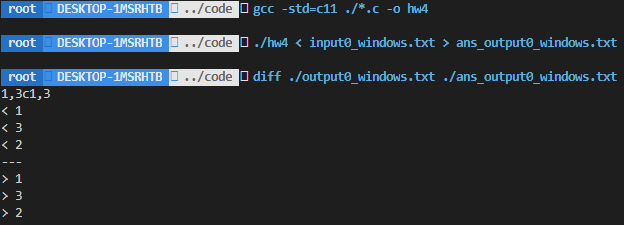 root DESKTOP-1MSRHTB ../code gcc -std=c11 ./*.c -o hw4
root DESKTOP-1MSRHTB ../code ./hw4 < input0_windows.txt > ans_output0_windows.txt
root DESKTOP-1MSRHTB ../code diff ./output0_windows.txt ./ans_output0_windows.txt
1,3c1,3
< 1
< 3
< 2
---
> 1
> 3
> 2